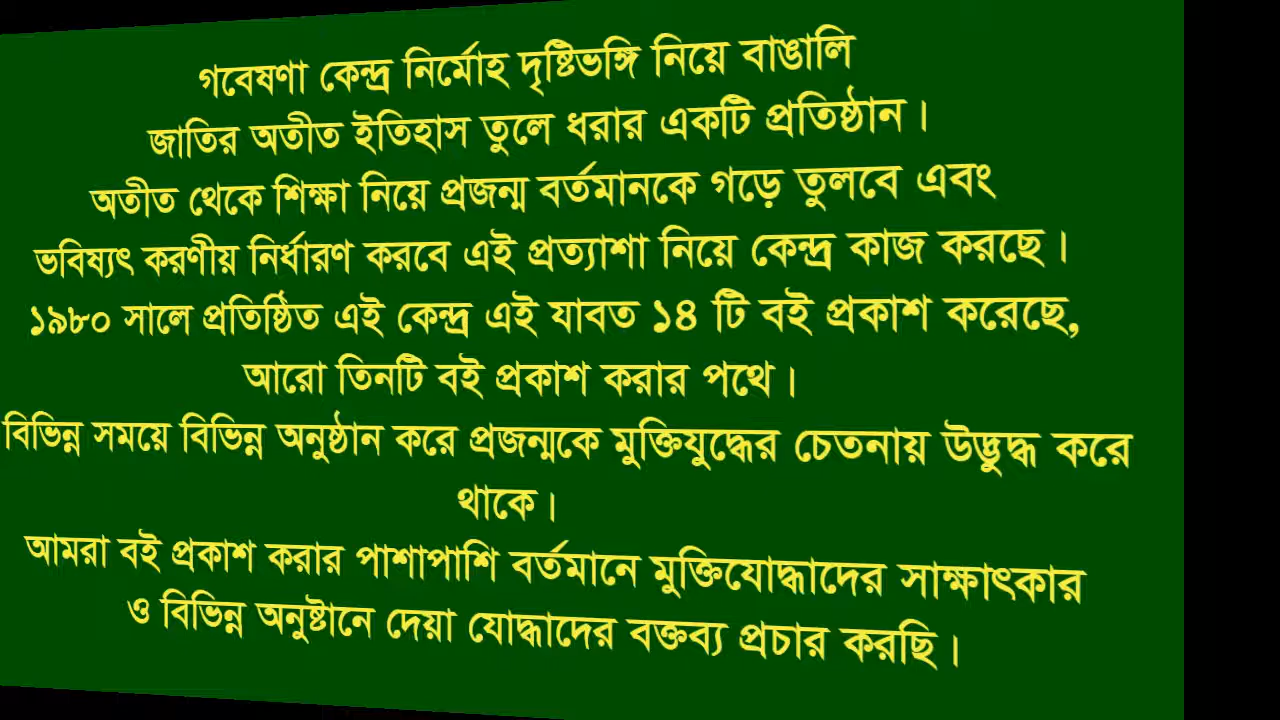 গবেষণা কেন্দ্র নির্মোহ দৃষ্টিভঙ্গি নিয়ে বাঙালি
জাতির অতীত ইতিহাস তুলে ধরার একটি প্রতিষ্ঠান।
অতীত থেকে শিক্ষা নিয়ে প্রজন্ম বর্তমানকে গড়ে তুলবে এবং
ভবিষ্যৎ করণীয় নির্ধারণ করবে এই প্রত্যাশা নিয়ে কেন্দ্র কাজ করছে।
১৯৮০ সালে প্রতিষ্ঠিত এই কেন্দ্র এই যাবত ১৪ টি বই প্রকাশ করেছে,
আরো তিনটি বই প্রকাশ করার পথে।
বিভিন্ন সময়ে বিভিন্ন অনুষ্ঠান করে প্রজন্মকে মুক্তিযুদ্ধের চেতনায় উদ্ভুদ্ধ করে
থাকে।
আমরা বই প্রকাশ করার পাশাপাশি বর্তমানে মুক্তিযোদ্ধাদের সাক্ষাৎকার
ও বিভিন্ন অনুষ্টানে দেয়া যোদ্ধাদের বক্তব্য প্রচার করছি।